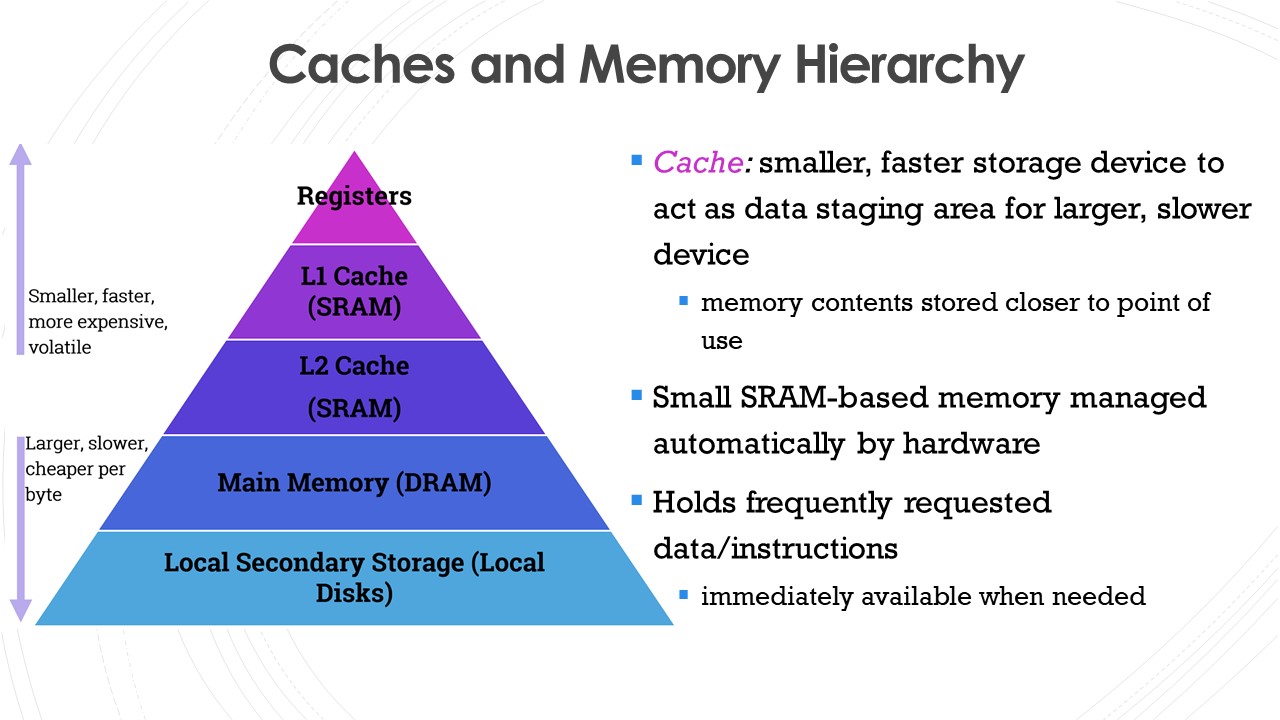 Caches and Memory Hierarchy
Registers
L1 Cache
(SRAM)
L2 Cache
(SRAM)
Main Memory (DRAM)
Local Secondary Storage (Local
Disks)
Smaller, faster,
more expensive,
volatile
Larger, slower,
cheaper per
byte
Cache: smaller, faster storage device to
act as data staging area for larger, slower
device
memory contents stored closer to point of
use
Small SRAM-based memory managed
automatically by hardware
Holds frequently requested
data/instructions
immediately available when needed